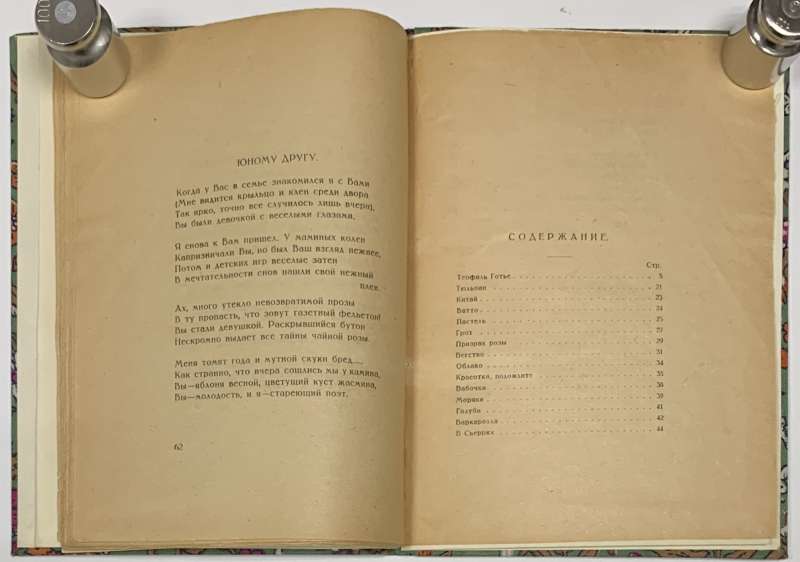 100
ЮНОМУ ДРУГУ.
Когда у Вас в семье знакомился я с Вами
(Мне видится крыльцо и клен среди двора
Так ярко, точно все случилось лишь вчера),
Вы были девочкой с веселыми глазами.
Я снова к Вам пришел. У маминых колен
Капризничали Вы, но был Ваш взгляд нежнее,
Потом и детских игр веселые затеи
В мечтательности снов нашли свой нежный
плен.
Ах, много утекло невозвратимой прозы
В ту пропасть, что зовут газетный фельетон!
Вы стали девушкой. Раскрывшийся бутон
Нескромно выдает все тайны чайной розы.
Меня томят года и мутной скуки бред....
Как странно, что вчера сошлись мы у камина,
Вы—яблоня весной, цветущий куст жасмина,
Вы—молодость, и я—стареющий поэт.
62
СОДЕРЖАНИЕ.
Стр.
Теофиль Готье 5
Тюльпан 21
Китай 23
Ватто 24
Пастель 25
Грот 27
Призрак розы 29
Бегство 31
Облако 34
Красотка, подождите 35
Бабочки 38
Моряки 39
Голуби 41
Баркаролла 42
В Сьеррах 44